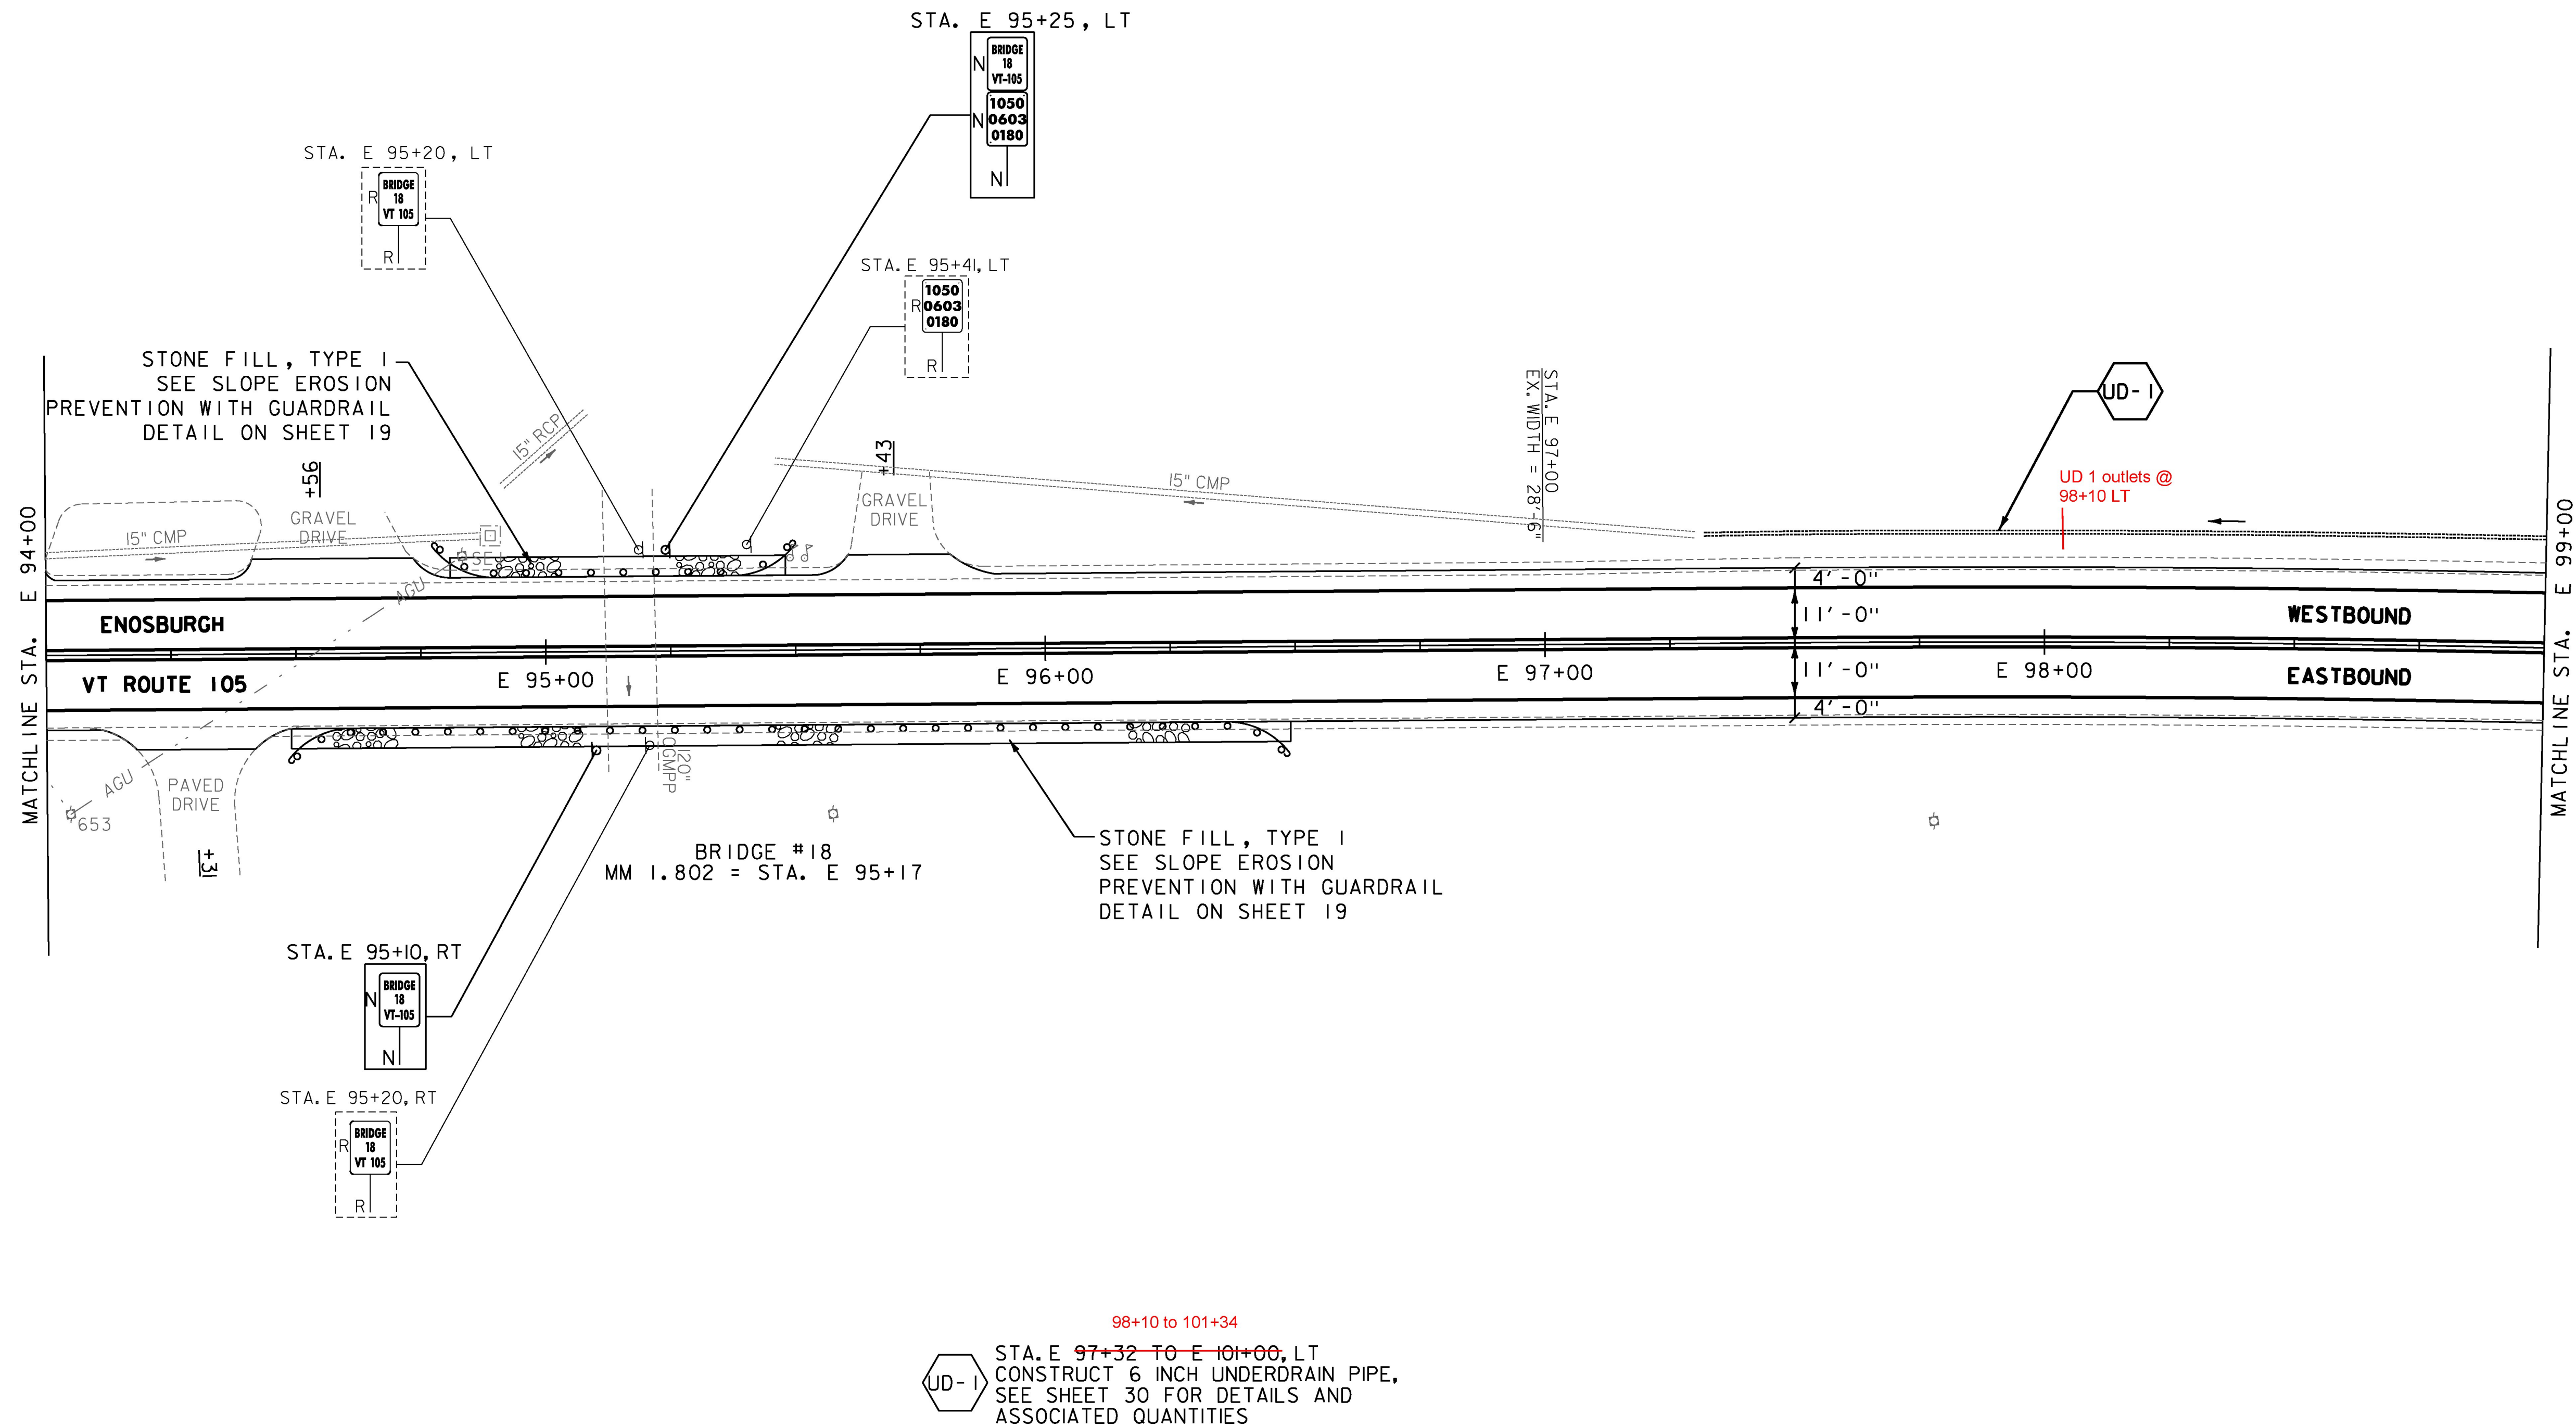 STA. E 95+25, LT
N
BRIDGE
18
VT-105
N
1050
0603
0180
N
STA. E 95+20, LT
R
BRIDGE
18
VT 105
R
STA. E 95+41, LT
R
1050
0603
0180
R
STONE FILL, TYPE 1
SEE SLOPE EROSION
PREVENTION WITH GUARDRAIL
DETAIL ON SHEET 19
15" RCP
+56
+43
STA. E 97+00
EX. WIDTH = 28'-6"
UD-1
UD 1 outlets @
98+10 LT
15" CMP
GRAVEL
DRIVE
15" CMP
GRAVEL
DRIVE
AGU
4'-0"
11'-0"
ENOSBURGH
WESTBOUND
MATCHLINE STA. E 94+00
MATCHLINE STA. E 99+00
VT ROUTE 105
E 95+00
E 96+00
E 97+00
11'-0"
E 98+00
EASTBOUND
4'-0"
120"
CGMPP
AGU
PAVED
DRIVE
653
+31
BRIDGE #18
MM 1.802 = STA. E 95+17
STONE FILL, TYPE 1
SEE SLOPE EROSION
PREVENTION WITH GUARDRAIL
DETAIL ON SHEET 19
STA. E 95+10, RT
N
BRIDGE
18
VT-105
N
STA. E 95+20, RT
R
BRIDGE
18
VT 105
R
98+10 to 101+34
UD-1
STA. E 97+32 TO E 101+00, LT
CONSTRUCT 6 INCH UNDERDRAIN PIPE,
SEE SHEET 30 FOR DETAILS AND
ASSOCIATED QUANTITIES